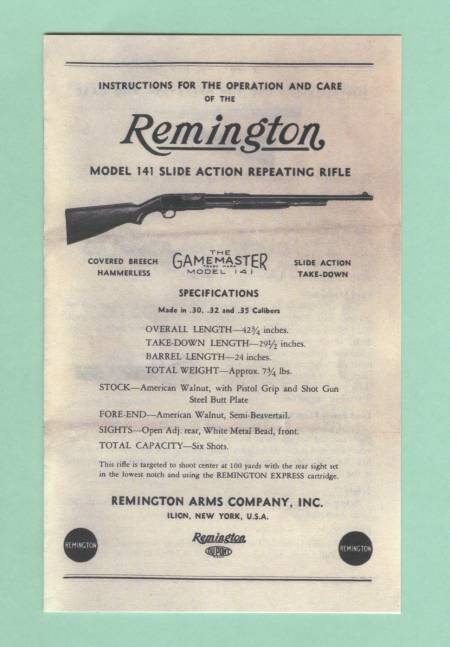 INSTRUCTIONS FOR THE OPERATION AND CARE
OF THE
Remington
MODEL 141 SLIDE ACTION REPEATING RIFLE
COVERED BREECH
HAMMERLESS
THE
GAMEMASTER
TRADE MARK
MODEL 141
SLIDE ACTION
TAKE-DOWN
SPECIFICATIONS
Made in .30, .32 and .35 Calibers
OVERALL LENGTH—42¾ inches.
TAKE-DOWN LENGTH—29½ inches.
BARREL LENGTH—24 inches.
TOTAL WEIGHT—Approx. 7¾ lbs.
STOCK—American Walnut, with Pistol Grip and Shot Gun
Steel Butt Plate
FORE-END—American Walnut, Semi-Beavertail.
SIGHTS—Open Adj. rear, White Metal Bead, front.
TOTAL CAPACITY—Six Shots.
This rifle is targeted to shoot center at 100 yards with the rear sight set
in the lowest notch and using the REMINGTON EXPRESS cartridge.
REMINGTON ARMS COMPANY, INC.
ILION, NEW YORK, U.S.A.
REMINGTON
Remington
DU PONT
REMINGTON